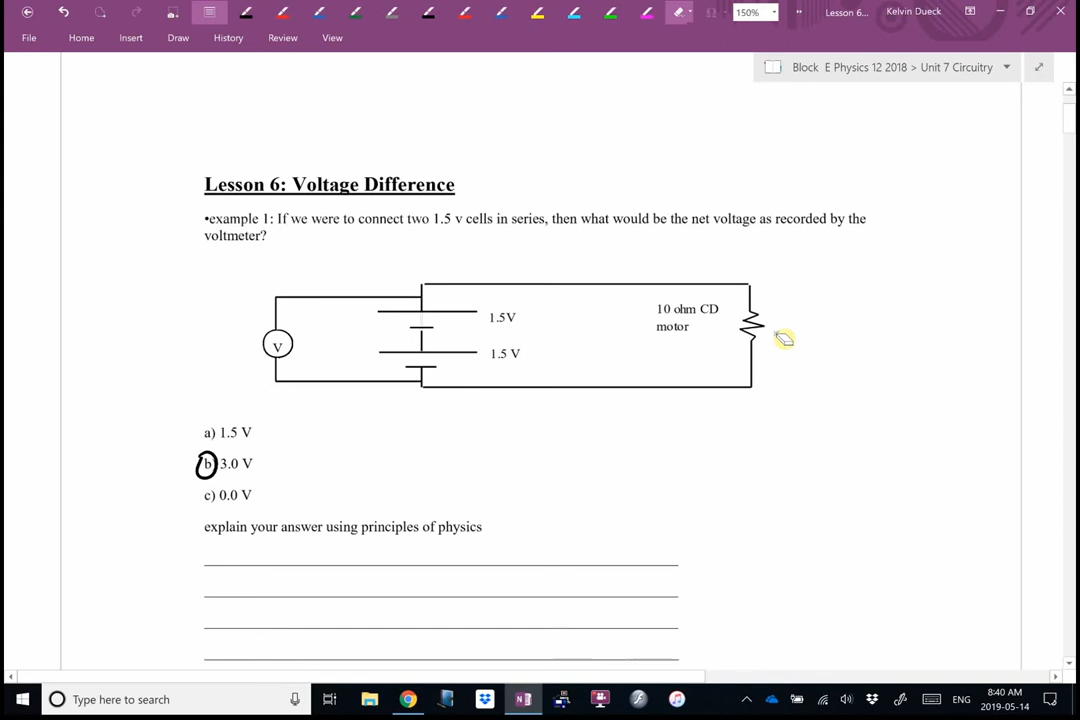 150%
Lesson 6...
Kelvin Dueck
File
Home
Insert
Draw
History
Review
View
Block E Physics 12 2018 > Unit 7 Circuitry
Lesson 6: Voltage Difference
•example 1: If we were to connect two 1.5 v cells in series, then what would be the net voltage as recorded by the
voltmeter?
10 ohm CD
motor
1.5V
V
1.5 V
a) 1.5 V
b) 3.0 V
c) 0.0 V
explain your answer using principles of physics
Type here to search
ENG
8:40 AM
2019-05-14